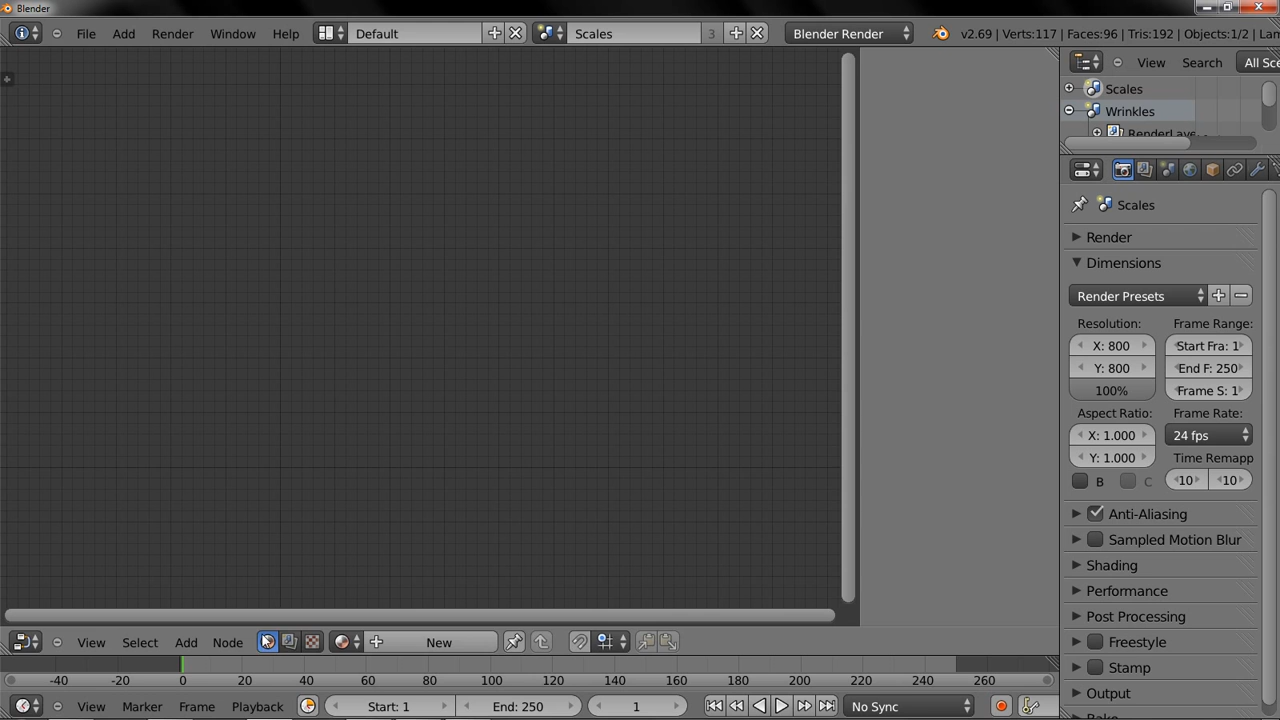 Blender
File Add Render Window Help Default Scales 3 Blender Render v2.69 | Verts:117 | Faces:96 | Tris:192 | Objects:1/2 | Lam
View Search All Sce
Scales
Wrinkles
RenderLaye
Scales
Render
Dimensions
Render Presets
Resolution: Frame Range:
X: 800 Start Fra: 1
Y: 800 End F: 250
100% Frame S: 1
Aspect Ratio: Frame Rate:
X: 1.000 24 fps
Y: 1.000 Time Remapp
B C 10 10
Anti-Aliasing
Sampled Motion Blur
Shading
Performance
Post Processing
Freestyle
Stamp
Output
Bake
View Select Add Node New
-40 -20 0 20 40 60 80 100 120 140 160 180 200 220 240 260
View Marker Frame Playback Start: 1 End: 250 1 No Sync